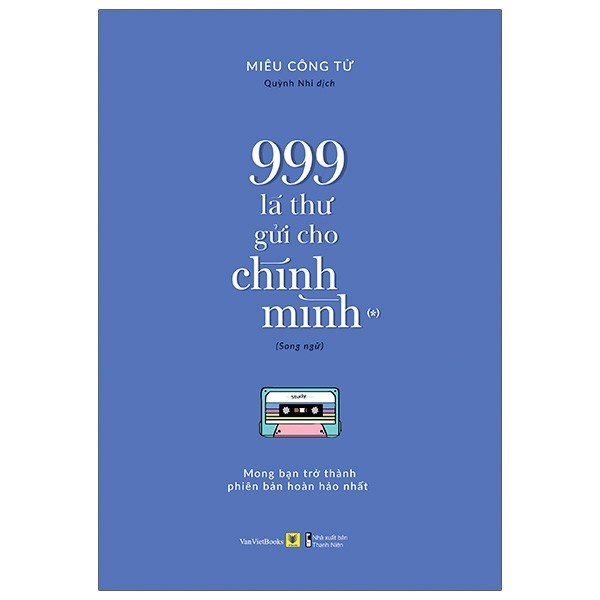 MIÊU CÔNG TỬ
Quỳnh Nhi dịch
999
lá thư
gửi cho
chính
mình (*)
(Song ngữ)
Study
Mong bạn trở thành
phiên bản hoàn hảo nhất
VanVietBooks
Nhà xuất bản
Thanh Niên